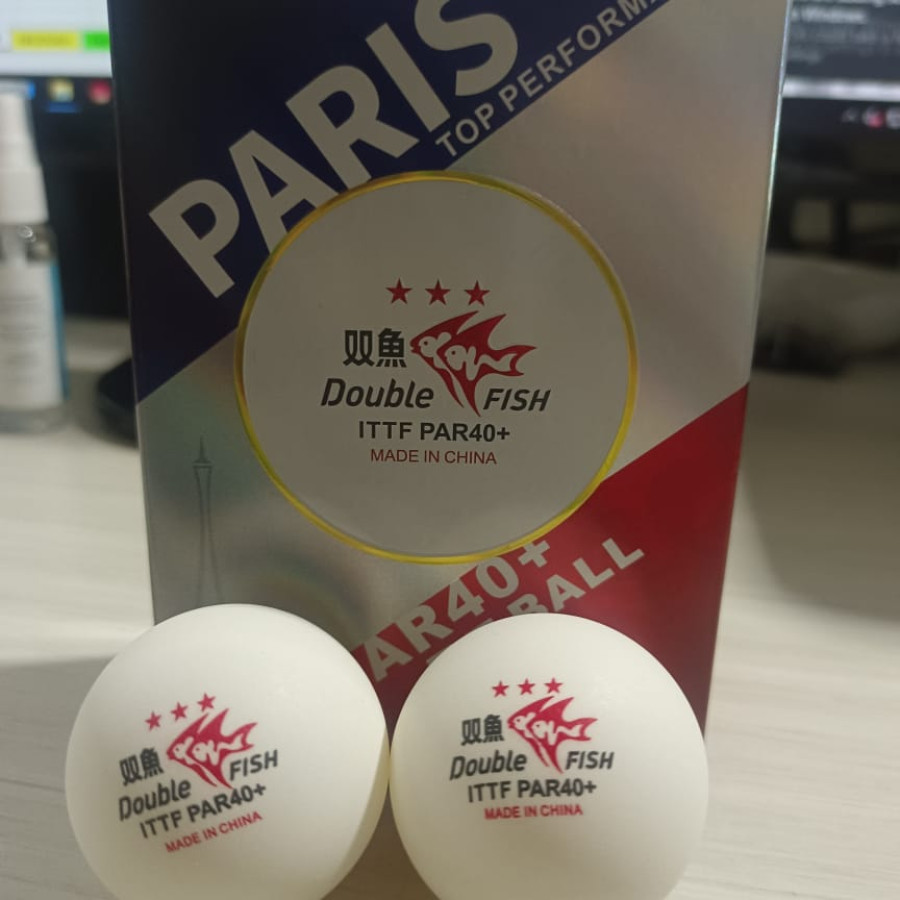 PARIS
TOP PERFORM
双魚
Double FISH
ITTF PAR40+
MADE IN CHINA
AR40+
BALL
双魚
Double FISH
ITTF PAR40+
MADE IN CHINA
双魚
Double FISH
ITTF PAR40+
MADE IN CHINA